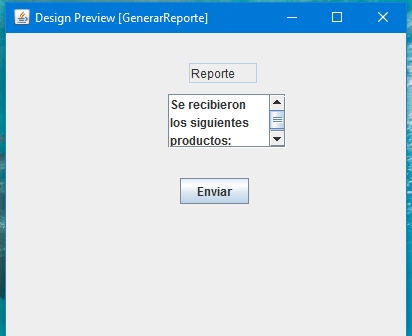 Design Preview [GenerarReporte]
Reporte
Se recibieron
los siguientes
productos:
Enviar